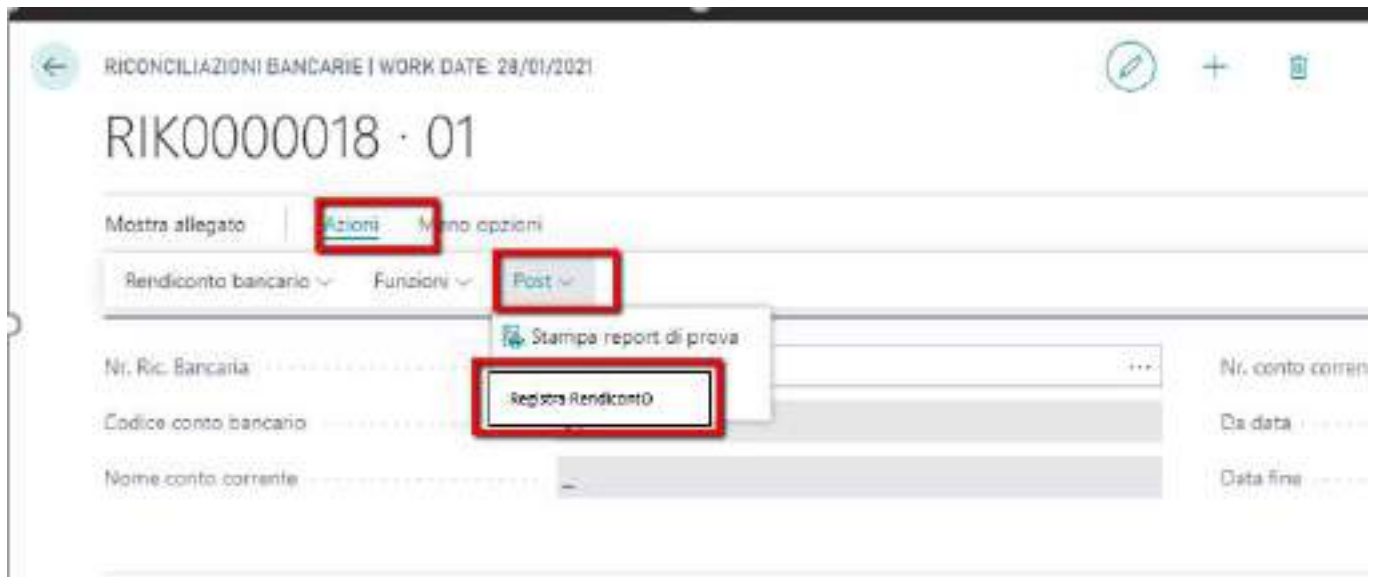 RICONCILIAZIONI BANCARIE | WORK DATE: 28/01/2021
RIK0000018 · 01
Mostra allegato Azioni Meno opzioni
Rendiconto bancario Funzioni Post
Stampa report di prova
Registra RendicontO
Nr. Ric. Bancaria ... Nr. conto corren
Codice conto bancario Da data
Nome conto corrente _ Data fine